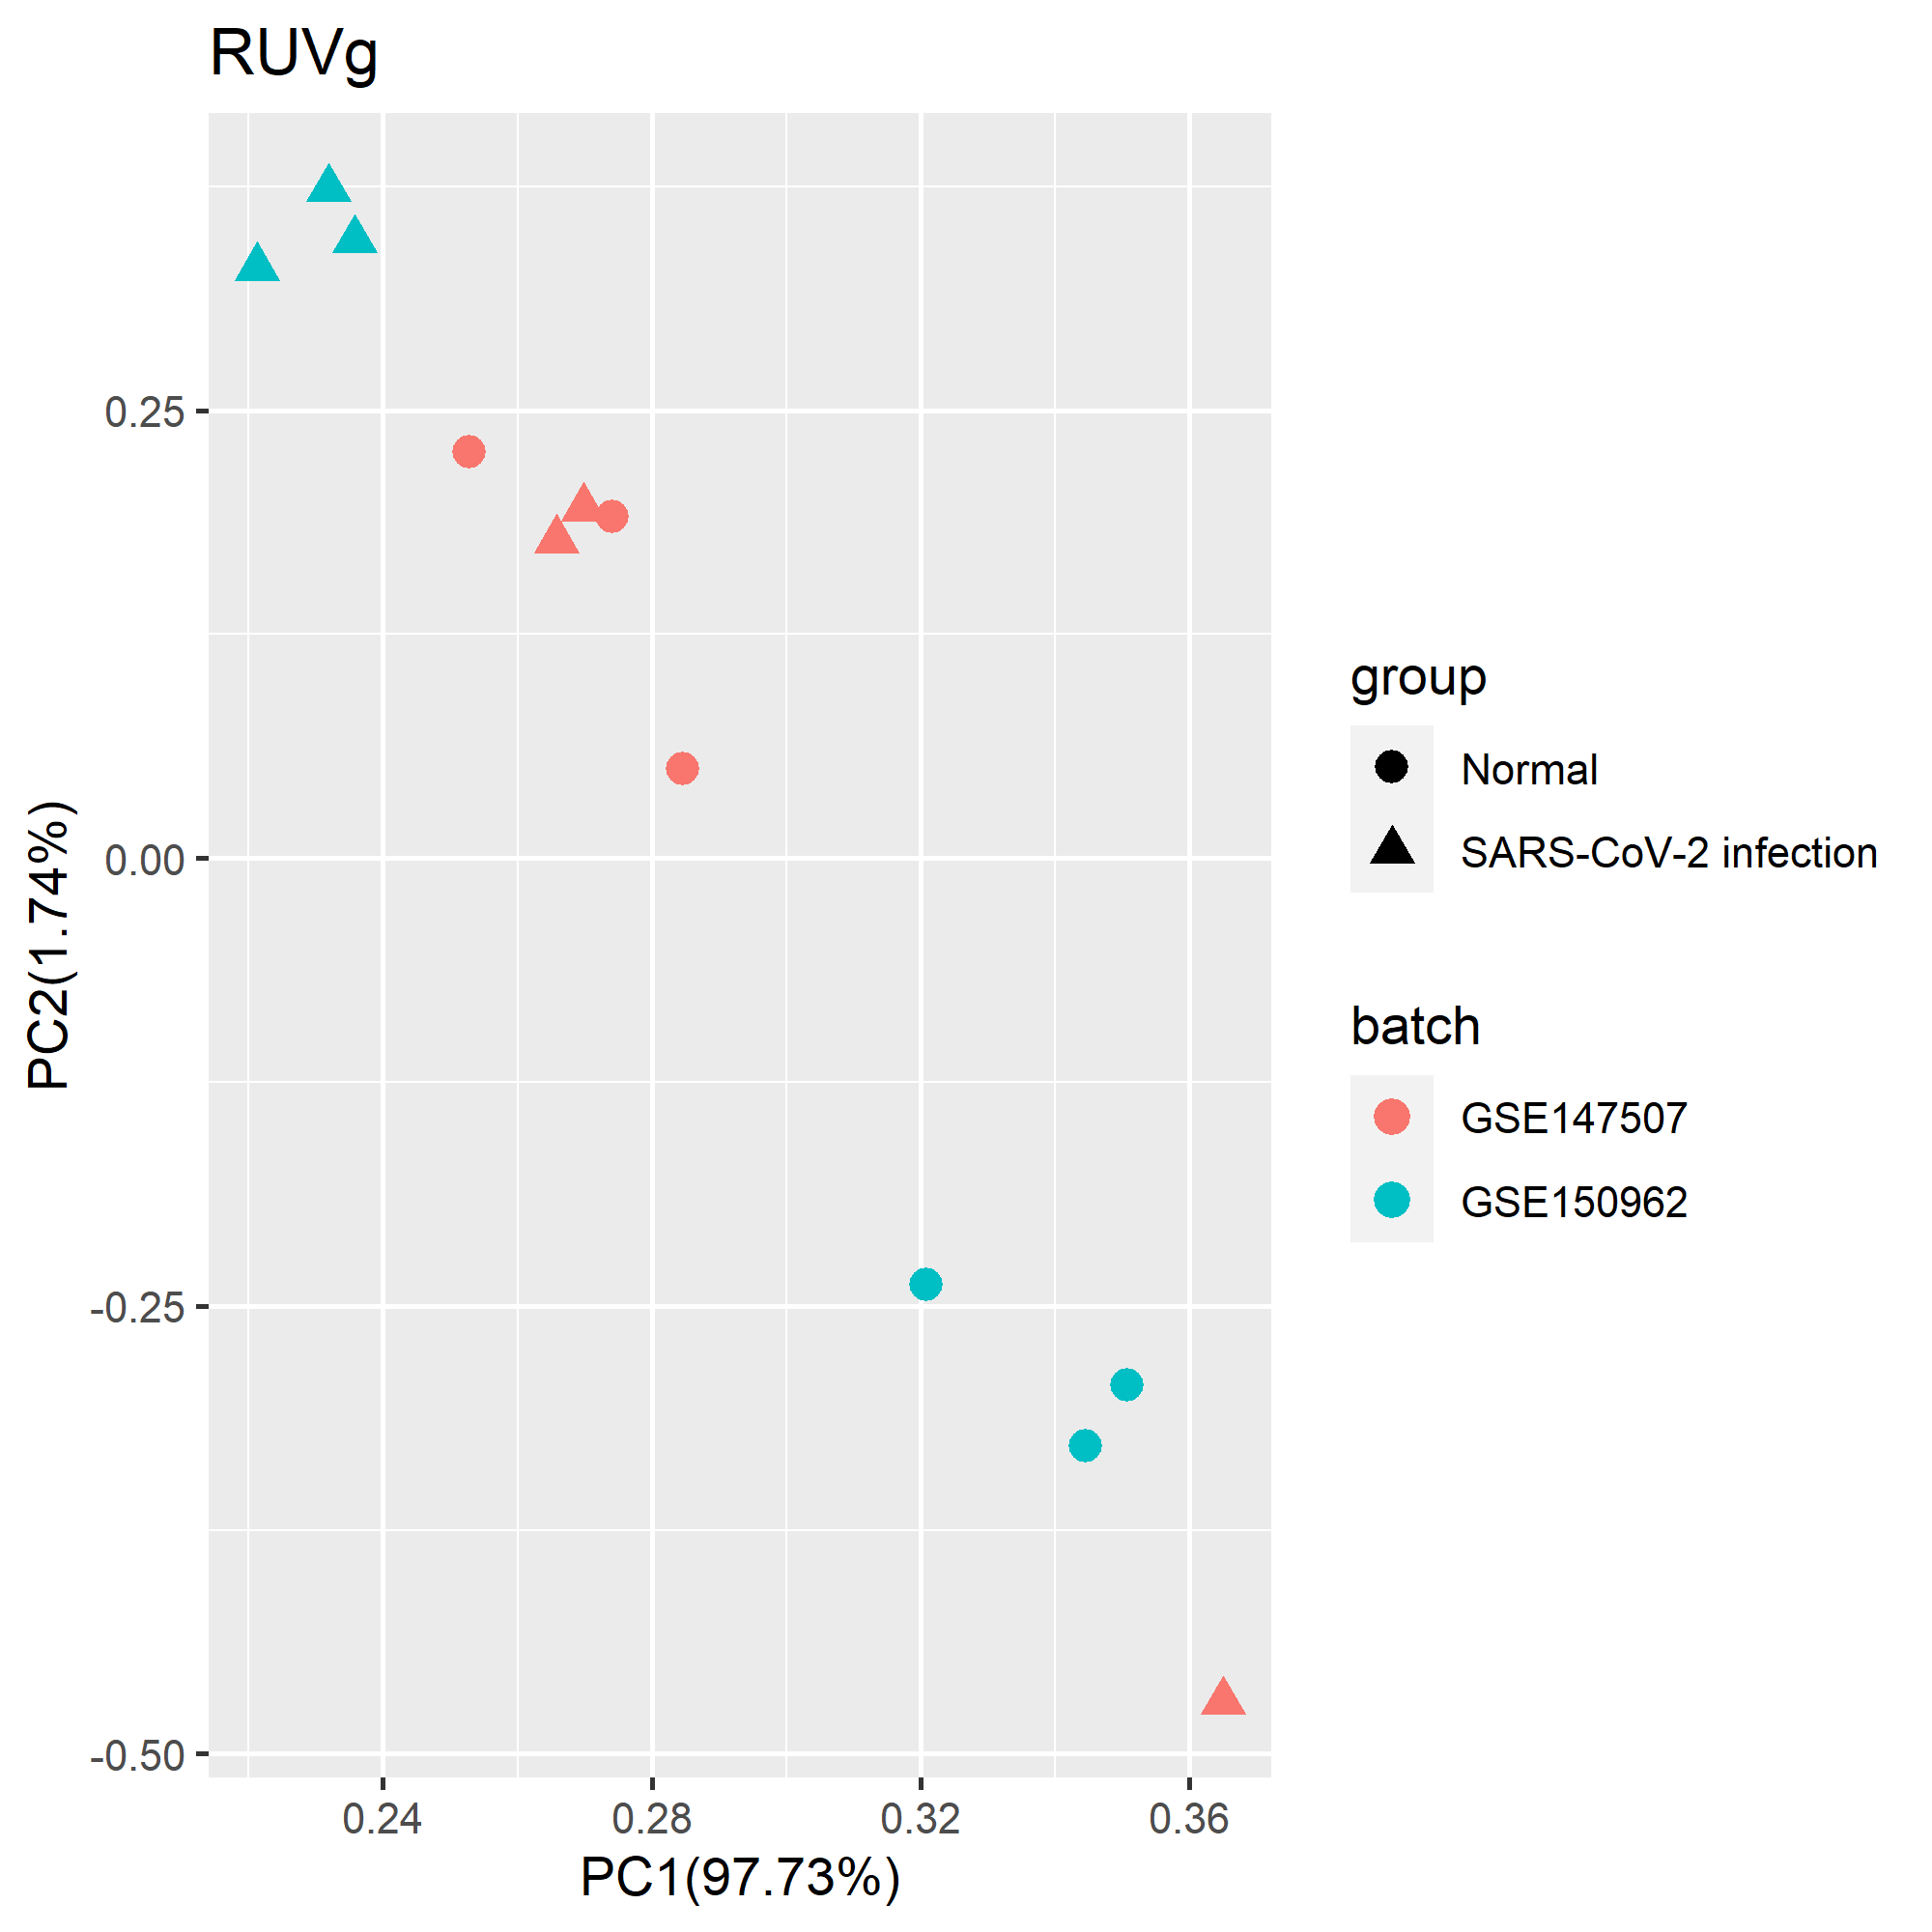 RUVg
0.25
0.00
-0.25
-0.50
PC2(1.74%)
0.24 0.28 0.32 0.36
PC1(97.73%)
group
Normal
SARS-CoV-2 infection
batch
GSE147507
GSE150962